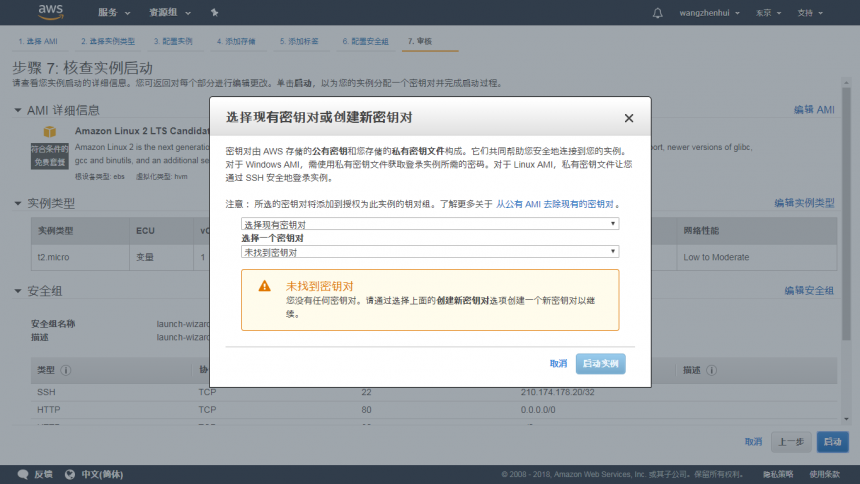 aws 服务 资源组 wangzhenhui 东京 支持
1. 选择 AMI 2. 选择实例类型 3. 配置实例 4. 添加存储 5. 添加标签 6. 配置安全组 7. 审核
步骤 7: 核查实例启动
请查看您实例启动的详细信息。您可返回对每个部分进行编辑更改。单击启动，以为您的实例分配一个密钥对并完成启动过程。
AMI 详细信息 编辑 AMI
Amazon Linux 2 LTS Candidat
符合条件的
免费套餐
Amazon Linux 2 is the next generatio ort, newer versions of glibc,
gcc and binutils, and an additional se
根设备类型: ebs 虚拟化类型: hvm
实例类型 编辑实例类型
实例类型 ECU vC 网络性能
t2.micro 变量 1 Low to Moderate
安全组 编辑安全组
安全组名称 launch-wizard
描述 launch-wizard
类型 协 描述
SSH TCP 22 210.174.176.20/32
HTTP TCP 80 0.0.0.0/0
选择现有密钥对或创建新密钥对
密钥对由 AWS 存储的公有密钥和您存储的私有密钥文件构成。它们共同帮助您安全地连接到您的实例。
对于 Windows AMI，需使用私有密钥文件获取登录实例所需的密码。对于 Linux AMI，私有密钥文件让您
通过 SSH 安全地登录实例。
注意： 所选的密钥对将添加到授权为此实例的钥对组。了解更多关于 从公有 AMI 去除现有的密钥对 。
选择现有密钥对
选择一个密钥对
未找到密钥对
未找到密钥对
您没有任何密钥对。请通过选择上面的创建新密钥对选项创建一个新密钥对以继
续。
取消 启动实例
取消 上一步 启动
反馈 中文(简体) © 2008 - 2018, Amazon Web Services, Inc. 或其子公司。保留所有权利。 隐私策略 使用条款